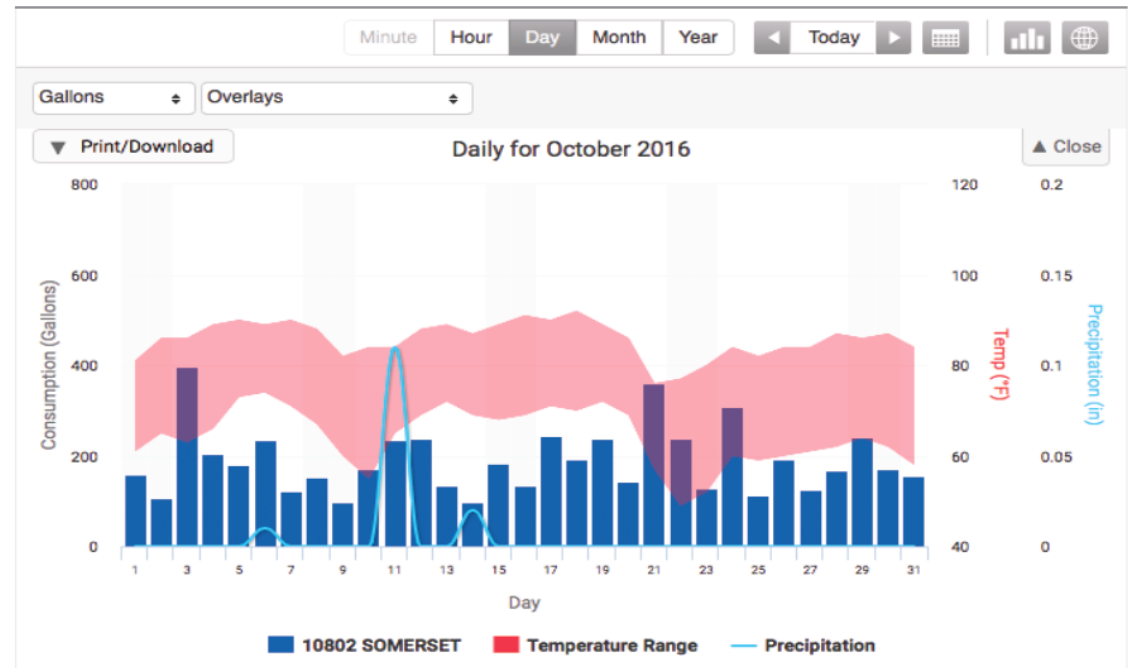 Minute Hour Day Month Year Today
Gallons Overlays
Print/Download Daily for October 2016 Close
800 120 0.2
600 100 0.15
400 80 0.1
200 60 0.05
0 40 0
Consumption (Gallons)
Temp (°F)
Precipitation (in)
1 3 5 7 9 11 13 15 17 19 21 23 25 27 29 31
Day
10802 SOMERSET Temperature Range Precipitation